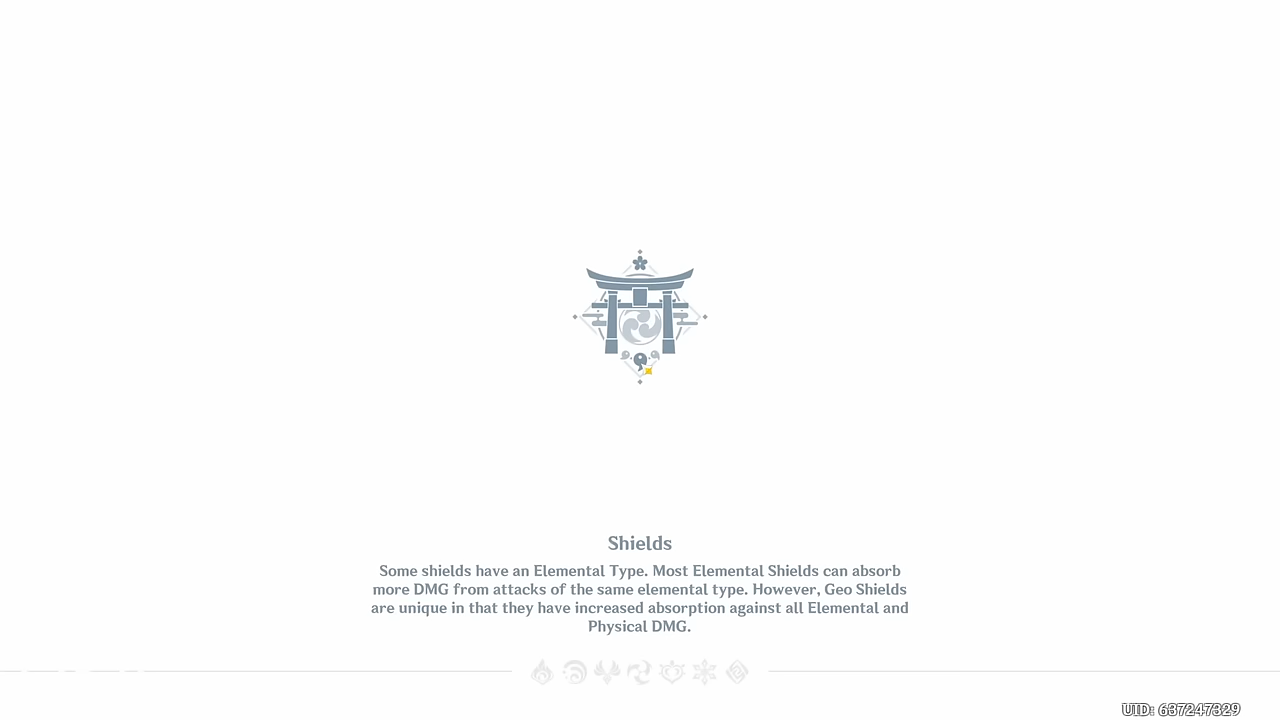 Shields
Some shields have an Elemental Type. Most Elemental Shields can absorb
more DMG from attacks of the same elemental type. However, Geo Shields
are unique in that they have increased absorption against all Elemental and
Physical DMG.
UID: 637247329